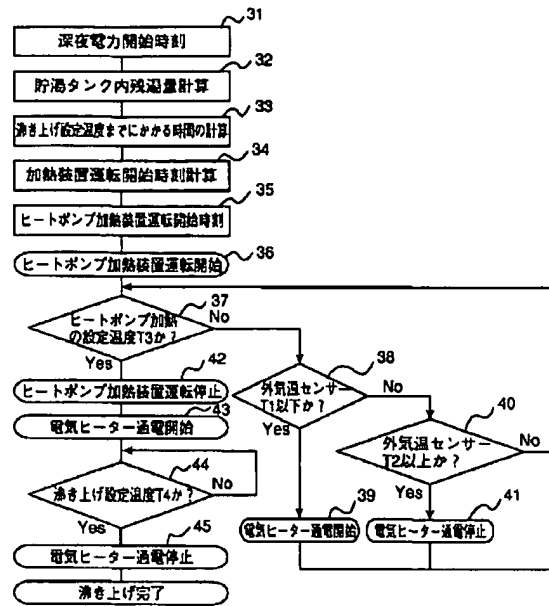 31
深夜電力開始時刻
32
貯湯タンク内残湯量計算
33
沸き上げ設定温度までにかかる時間の計算
34
加熱装置運転開始時刻計算
35
ヒートポンプ加熱装置運転開始時刻
36
ヒートポンプ加熱装置運転開始
37
ヒートポンプ加熱
の設定温度T3か?
No
Yes
38
外気温センサー
T1以下か?
No
Yes
40
外気温センサー
T2以上か?
No
Yes
39
電気ヒーター通電開始
41
電気ヒーター通電停止
42
ヒートポンプ加熱装置運転停止
43
電気ヒーター通電開始
44
沸き上げ設定温度T4か?
No
Yes
45
電気ヒーター通電停止
沸き上げ完了